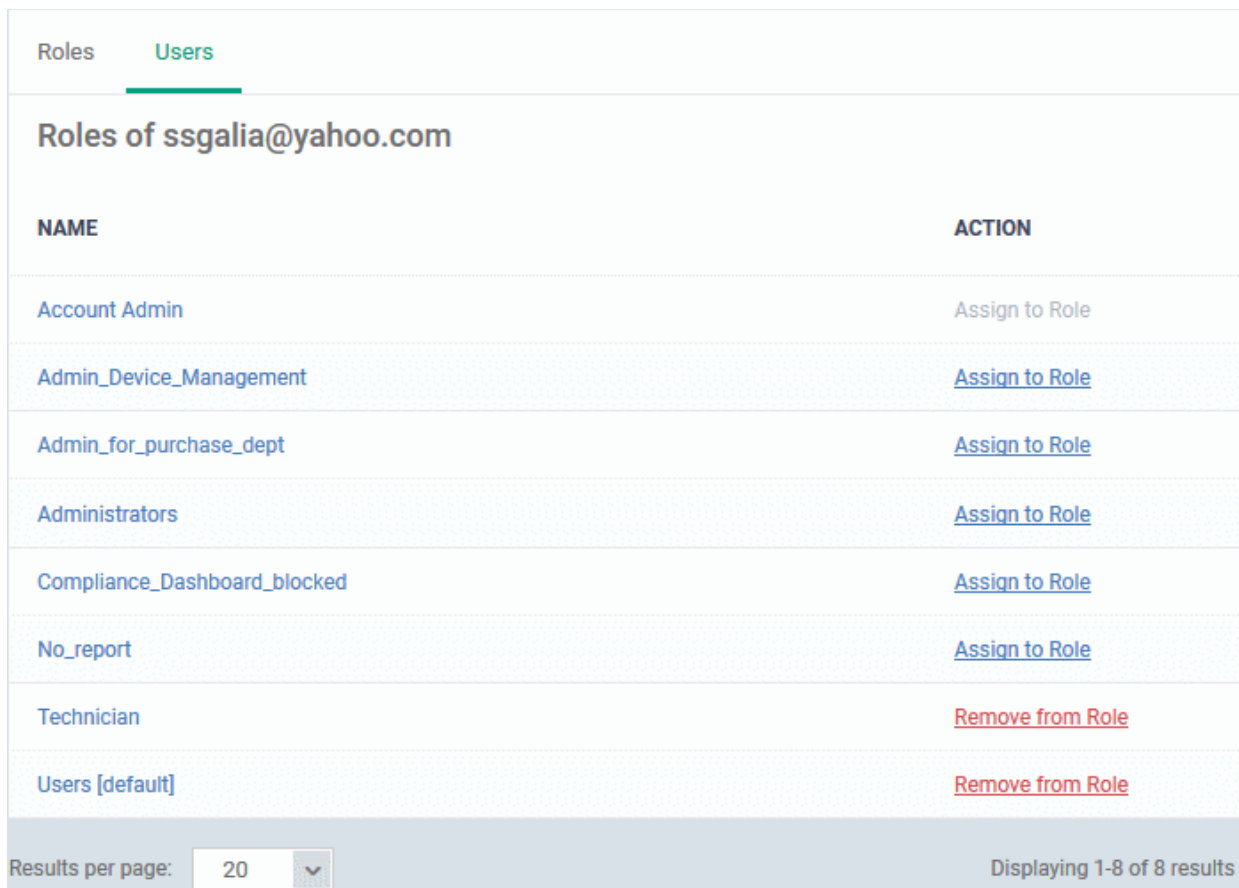 Roles Users
Roles of ssgalia@yahoo.com
NAME ACTION
Account Admin Assign to Role
Admin_Device_Management Assign to Role
Admin_for_purchase_dept Assign to Role
Administrators Assign to Role
Compliance_Dashboard_blocked Assign to Role
No_report Assign to Role
Technician Remove from Role
Users [default] Remove from Role
Results per page: 20 Displaying 1-8 of 8 results